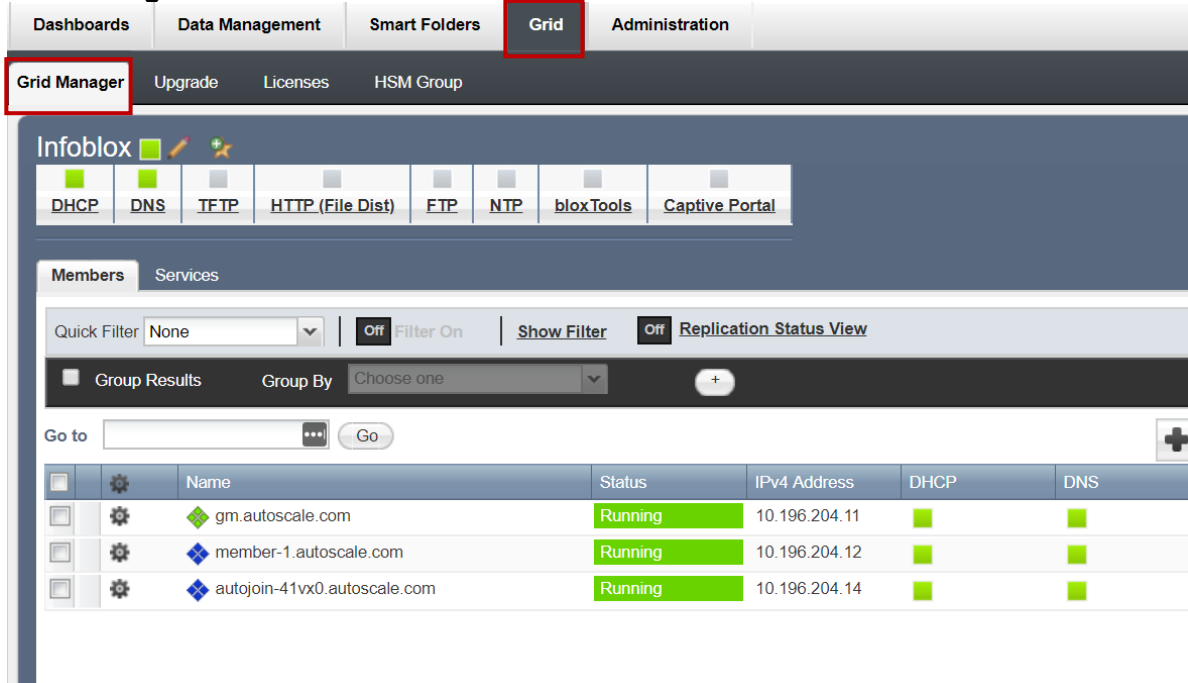 Dashboards Data Management Smart Folders Grid Administration
Grid Manager Upgrade Licenses HSM Group
Infoblox
DHCP DNS TFTP HTTP (File Dist) FTP NTP bloxTools Captive Portal
Members Services
Quick Filter None Off Filter On Show Filter Off Replication Status View
Group Results Group By Choose one +
Go to Go
Name Status IPv4 Address DHCP DNS
gm.autoscale.com Running 10.196.204.11
member-1.autoscale.com Running 10.196.204.12
autojoin-41vx0.autoscale.com Running 10.196.204.14